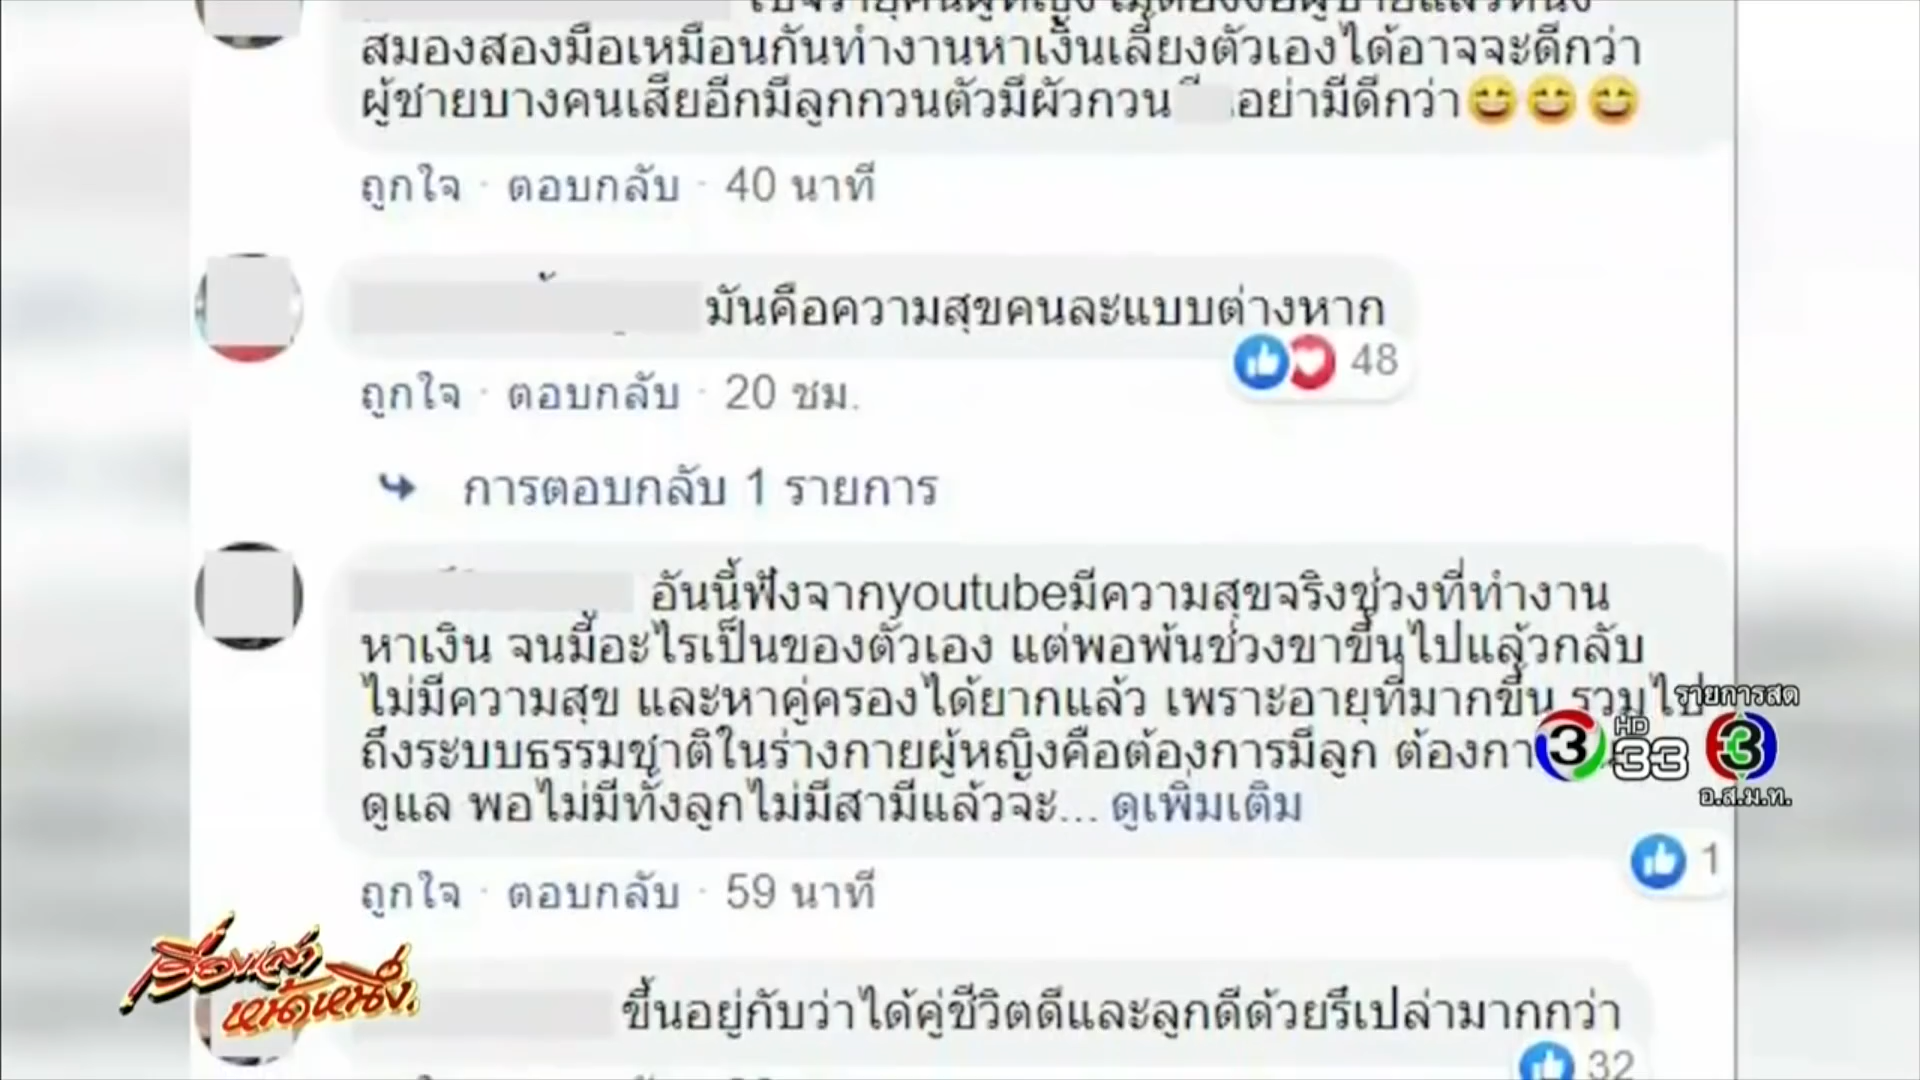 สมองสองมือเหมือนกันทำงานหาเงินเลี้ยงตัวเองได้อาจจะดีกว่า
ผู้ชายบางคนเสียอีกมีลูกกวนตัวมีผัวกวน อย่ามีดีกว่า😄😄😄
ถูกใจ · ตอบกลับ · 40 นาที
มันคือความสุขคนละแบบต่างหาก
48
ถูกใจ · ตอบกลับ · 20 ชม.
การตอบกลับ 1 รายการ
อันนี้ฟังจากyoutubeมีความสุขจริงช่วงที่ทำงาน
หาเงิน จนมีอะไรเป็นของตัวเอง แต่พอพ้นช่วงขาขึ้นไปแล้วกลับ
ไม่มีความสุข และหาคู่ครองได้ยากแล้ว เพราะอายุที่มากขึ้น รวมไป
ถึงระบบธรรมชาติในร่างกายผู้หญิงคือต้องการมีลูก
ดูแล พอไม่มีทั้งลูกไม่มีสามีแล้วจะ... ดูเพิ่มเติม
1
ถูกใจ · ตอบกลับ · 59 นาที
ขึ้นอยู่กับว่าได้คู่ชีวิตดีและลูกดีด้วยรึเปล่ามากกว่า
32
รายการสด
3 HD 33 3
อ.ส.ม.ท.
เรื่องเล่า
หน้าหนึ่ง